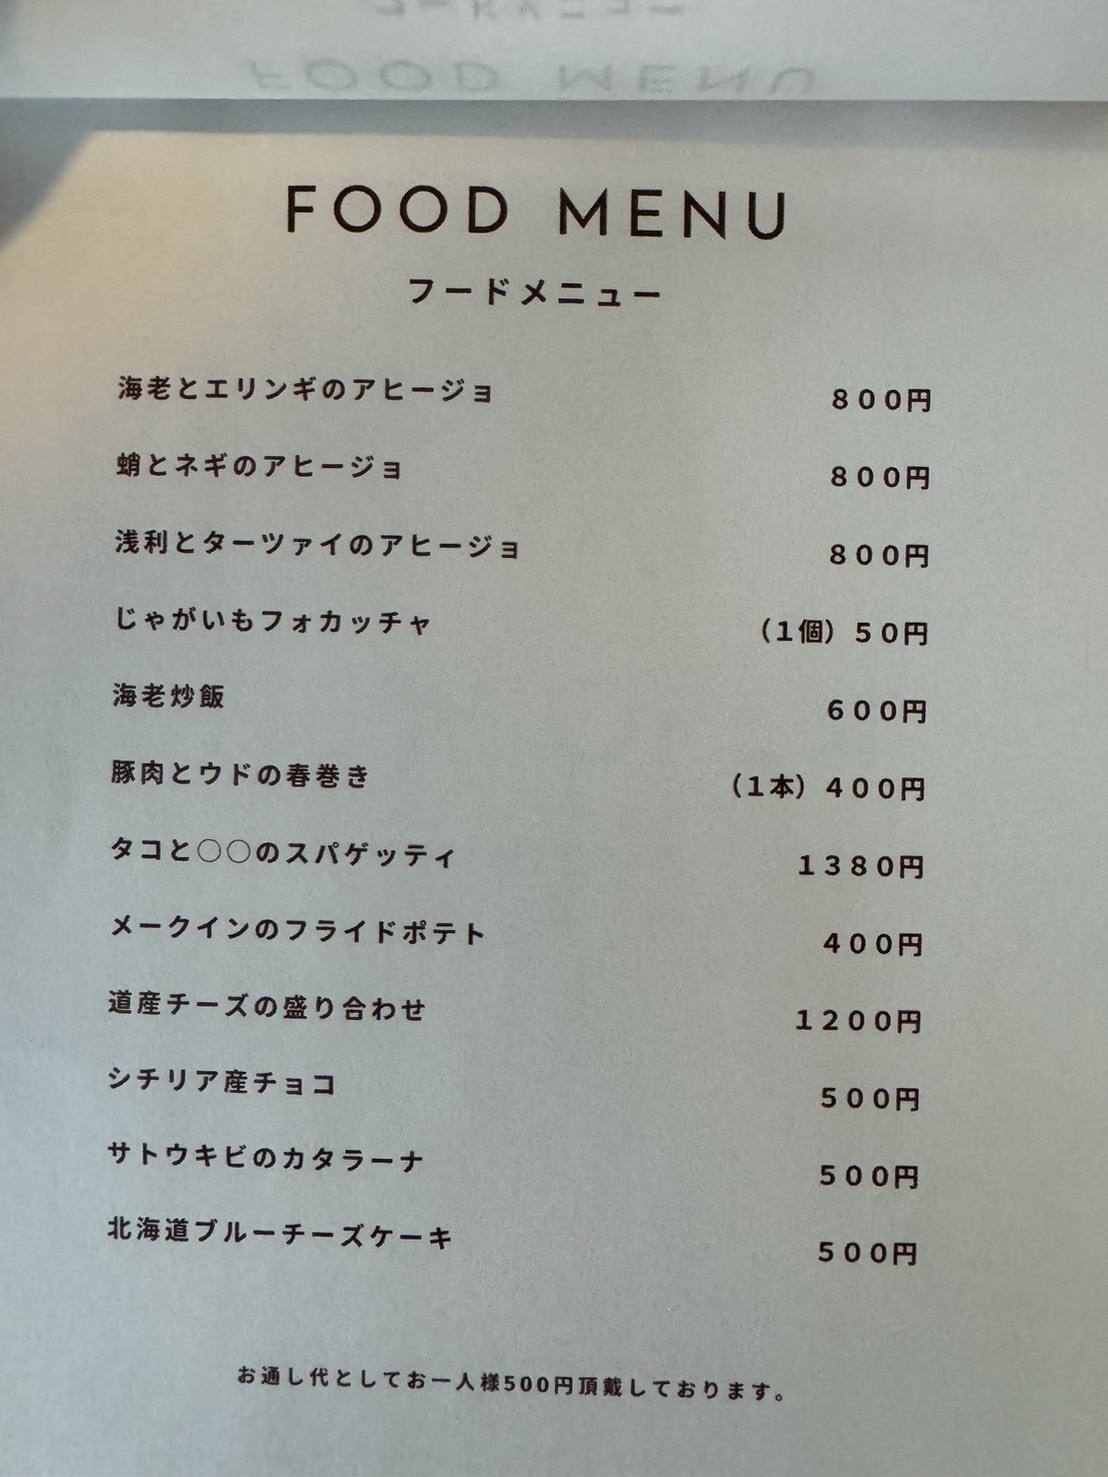 FOOD MENU
フードメニュー
海老とエリンギのアヒージョ ８００円
蛸とネギのアヒージョ ８００円
浅利とターツァイのアヒージョ ８００円
じゃがいもフォカッチャ （１個）５０円
海老炒飯 ６００円
豚肉とウドの春巻き （１本）４００円
タコと〇〇のスパゲッティ １３８０円
メークインのフライドポテト ４００円
道産チーズの盛り合わせ １２００円
シチリア産チョコ ５００円
サトウキビのカタラーナ ５００円
北海道ブルーチーズケーキ ５００円
お通し代としてお一人様500円頂戴しております。